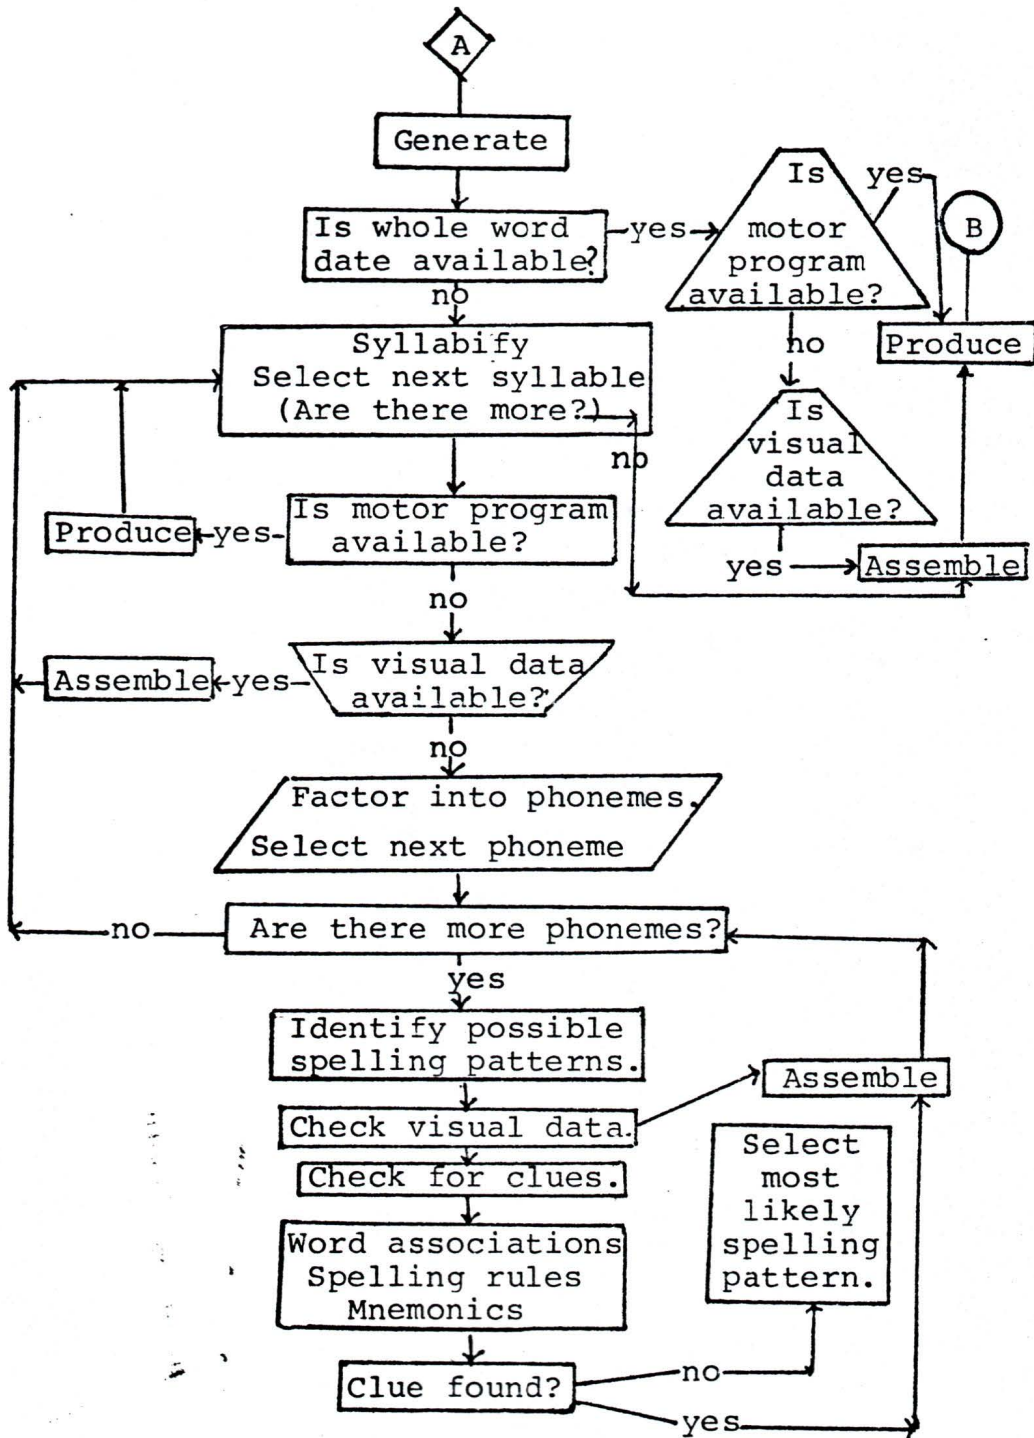 A
Generate
Is whole word
date available?
yes
Is
motor
program
available?
yes
B
Produce
no
Syllabify
Select next syllable
(Are there more?)
no
no
Is
visual
data
available?
yes
Assemble
Is motor program
available?
yes
Produce
no
Is visual data
available?
yes
Assemble
no
Factor into phonemes.
Select next phoneme
Are there more phonemes?
no
yes
Identify possible
spelling patterns.
Check visual data.
Assemble
Check for clues.
Word associations
Spelling rules
Mnemonics
Select
most
likely
spelling
pattern.
Clue found?
no
yes